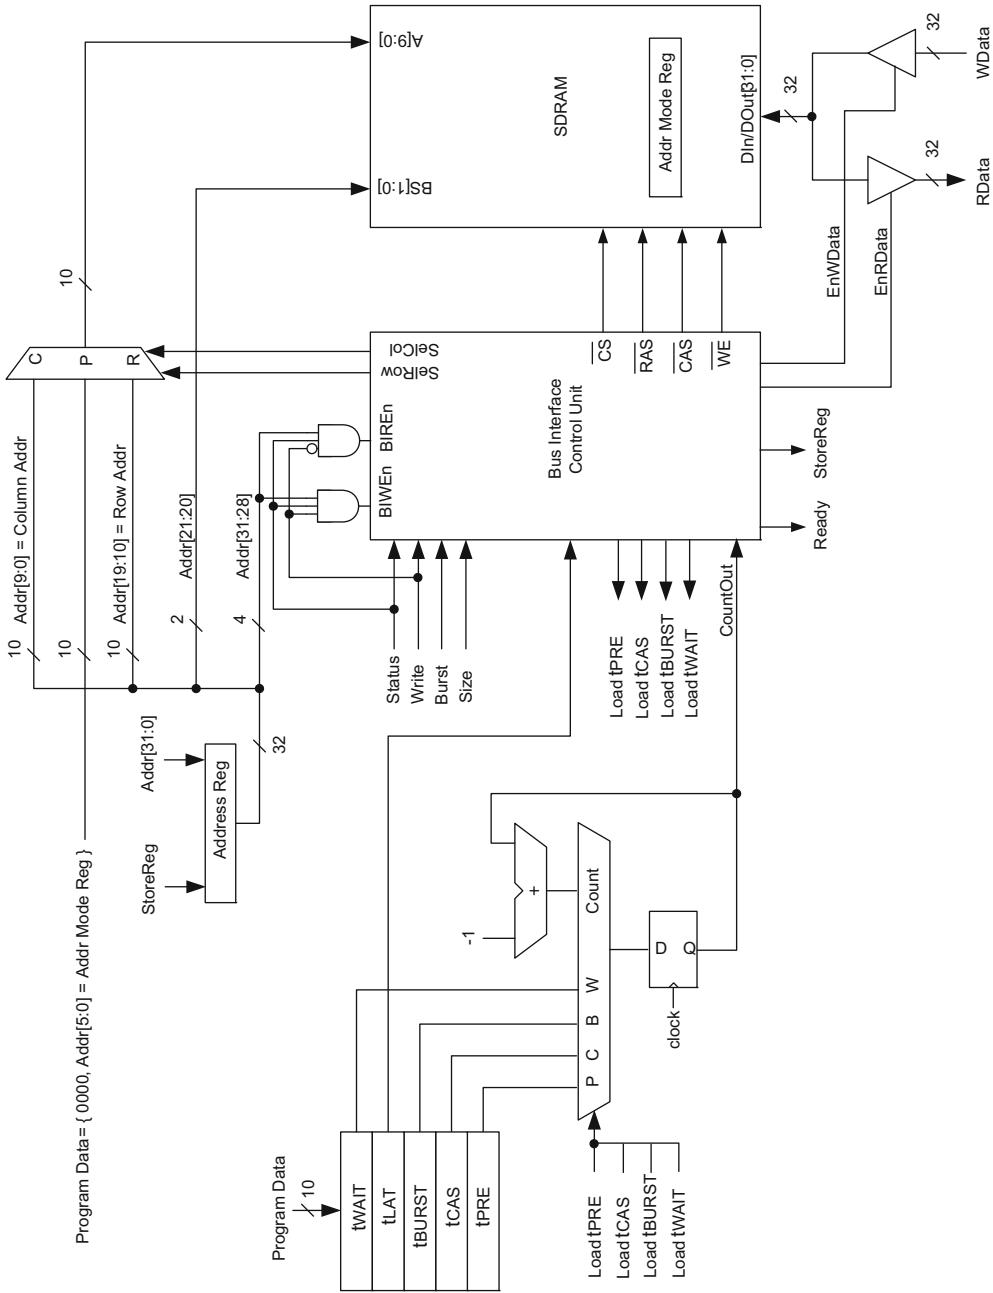 Program Data= { 0000, Addr[5:0] = Addr Mode Reg }
StoreReg
Addr[31:0]
Address Reg
32
10
Addr[9:0] = Column Addr
10
10
Addr[19:10] = Row Addr
2
Addr[21:20]
4
Addr[31:28]
C
P
R
10
SelCol
SelRow
BIWEn
BIREn
Status
Write
Burst
Size
Bus Interface
Control Unit
CS
RAS
CAS
WE
A[9:0]
BS[1:0]
SDRAM
Addr Mode Reg
DIn/DOut[31:0]
32
32
WData
32
RData
EnWData
EnRData
StoreReg
Ready
Load tPRE
Load tCAS
Load tBURST
Load tWAIT
CountOut
Program Data
10
tWAIT
tLAT
tBURST
tCAS
tPRE
-1
+
P
C
B
W
Count
D
Q
clock
Load tPRE
Load tCAS
Load tBURST
Load tWAIT